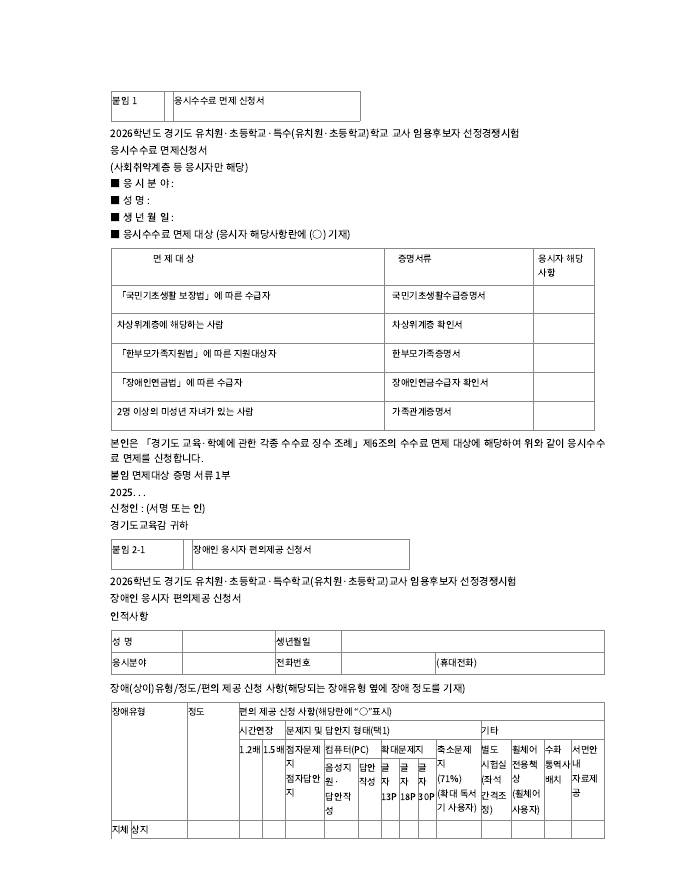 붙임 1 응시수수료 면제 신청서
2026학년도 경기도 유치원·초등학교·특수(유치원·초등학교)학교 교사 임용후보자 선정경쟁시험
응시수수료 면제신청서
(사회취약계층 등 응시자만 해당)
■ 응 시 분 야 :
■ 성 명 :
■ 생 년 월 일 :
■ 응시수수료 면제 대상 (응시자 해당사항란에 (○) 기재)
면 제 대 상 증명서류 응시자 해당
사항
「국민기초생활 보장법」에 따른 수급자 국민기초생활수급증명서
차상위계층에 해당하는 사람 차상위계층 확인서
「한부모가족지원법」에 따른 지원대상자 한부모가족증명서
「장애인연금법」에 따른 수급자 장애인연금수급자 확인서
2명 이상의 미성년 자녀가 있는 사람 가족관계증명서
본인은 「경기도 교육·학예에 관한 각종 수수료 징수 조례」제6조의 수수료 면제 대상에 해당하여 위와 같이 응시수수
료 면제를 신청합니다.
붙임 면제대상 증명 서류 1부
2025. . .
신청인 : (서명 또는 인)
경기도교육감 귀하
붙임 2-1 장애인 응시자 편의제공 신청서
2026학년도 경기도 유치원·초등학교·특수학교(유치원·초등학교)교사 임용후보자 선정경쟁시험
장애인 응시자 편의제공 신청서
인적사항
성 명 생년월일
응시분야 전화번호 (휴대전화)
장애(상이)유형/정도/편의 제공 신청 사항(해당되는 장애유형 옆에 장애 정도를 기재)
장애유형 정도 편의 제공 신청 사항(해당란에 "○"표시)
시간연장 문제지 및 답안지 형태(택1) 기타
1.2배 1.5배 점자문제
지
점자답안
지
컴퓨터(PC)
음성지
원·
답안작
성
답안
작성
확대문제지
글
자
13P
글
자
18P
글
자
30P
축소문제
지
(71%)
(확대 독서
기 사용자)
별도
시험실
(좌석
간격조
정)
휠체어
전용책
상
(휠체어
사용자)
수화
통역사
배치
서면안
내
자료제
공
지체 상지